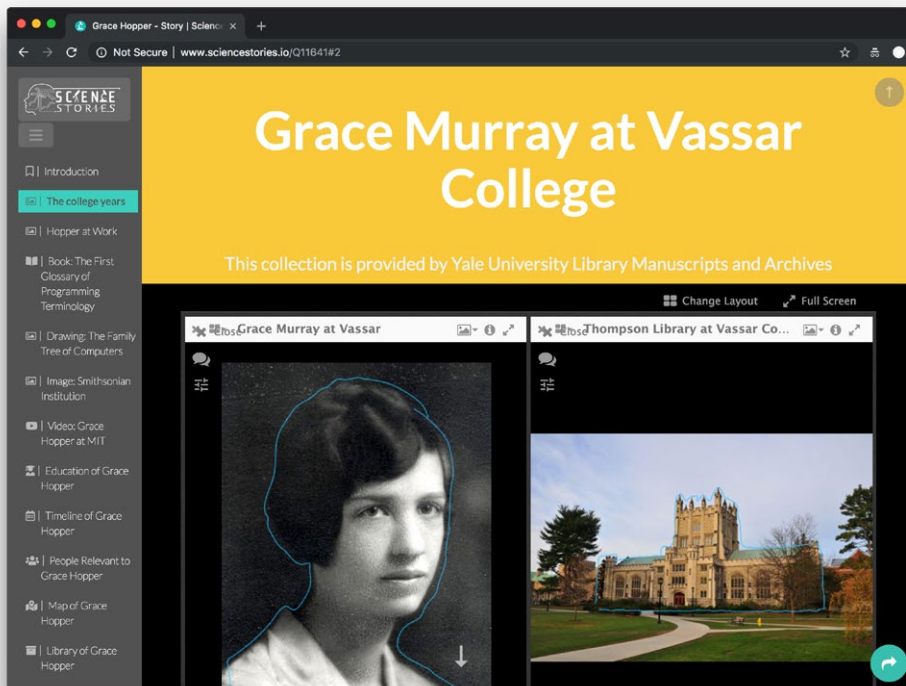 Grace Hopper - Story | Scienc
Not Secure | www.sciencestories.io/Q11641#2
SCIENCE
STORIES
Introduction
The college years
Hopper at Work
Book: The First
Glossary of
Programming
Terminology
Drawing: The Family
Tree of Computers
Image: Smithsonian
Institution
Video: Grace
Hopper at MIT
Education of Grace
Hopper
Timeline of Grace
Hopper
People Relevant to
Grace Hopper
Map of Grace
Hopper
Library of Grace
Hopper
Grace Murray at Vassar
College
This collection is provided by Yale University Library Manuscripts and Archives
Change Layout Full Screen
Close Grace Murray at Vassar
Close Thompson Library at Vassar Co...